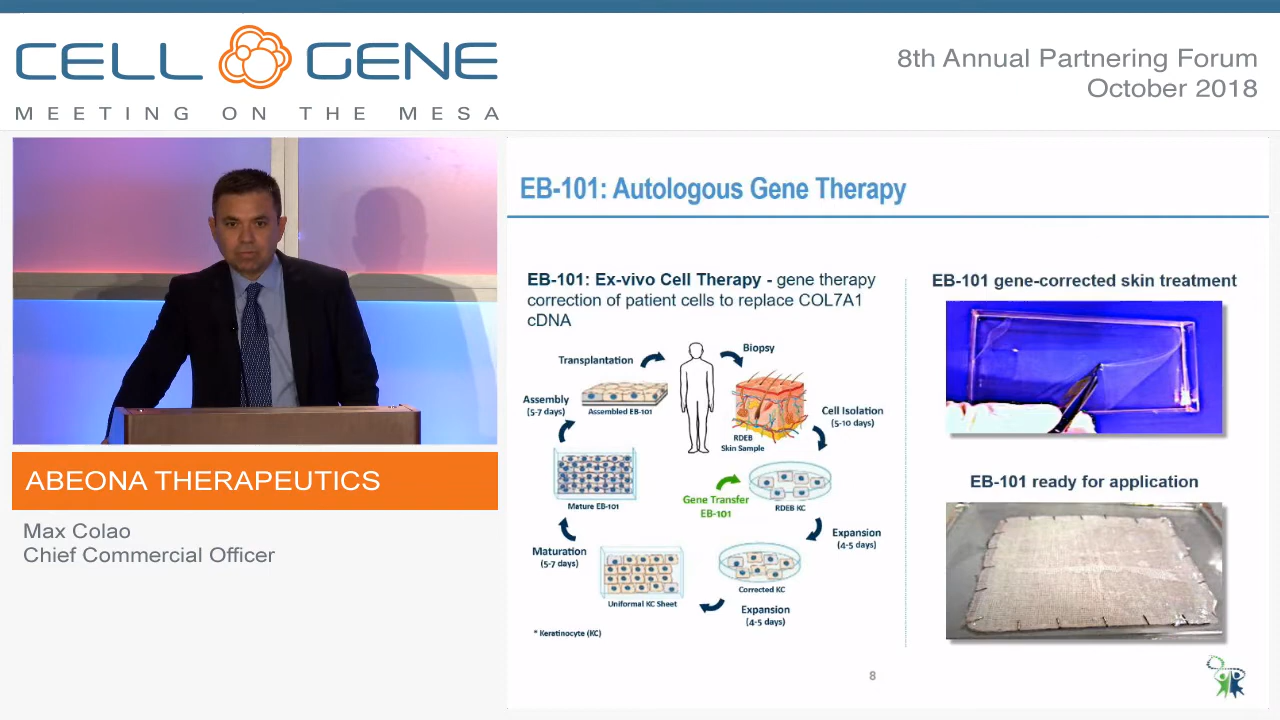 CELL GENE
MEETING ON THE MESA
8th Annual Partnering Forum
October 2018
ABEONA THERAPEUTICS
Max Colao
Chief Commercial Officer
EB-101: Autologous Gene Therapy
EB-101: Ex-vivo Cell Therapy - gene therapy
correction of patient cells to replace COL7A1
cDNA
Transplantation
Biopsy
Assembly
(5-7 days)
Assembled EB-101
RDEB
Skin Sample
Cell Isolation
(5-10 days)
Mature EB-101
Gene Transfer
EB-101
RDEB KC
Maturation
(5-7 days)
Expansion
(4-5 days)
Uniformal KC Sheet
Corrected KC
Expansion
(4-5 days)
* Keratinocyte (KC)
EB-101 gene-corrected skin treatment
EB-101 ready for application
8